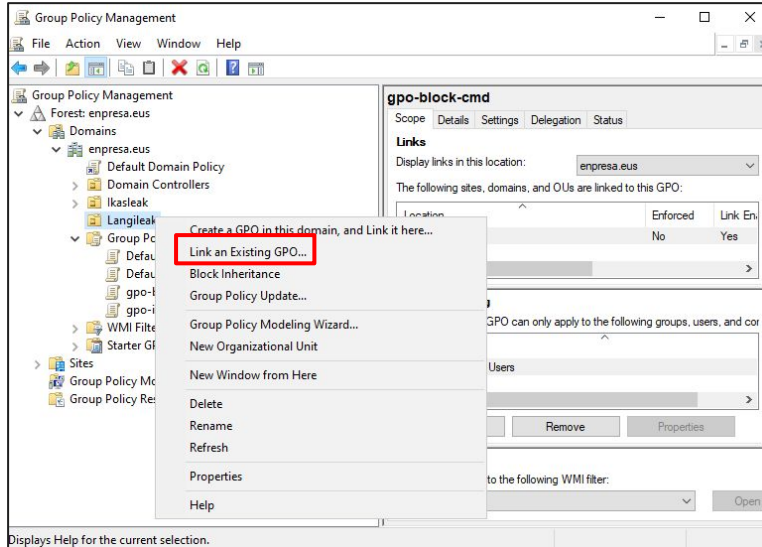 Group Policy Management
File Action View Window Help
Group Policy Management
Forest: enpresa.eus
Domains
enpresa.eus
Default Domain Policy
Domain Controllers
Ikasleak
Langileak
Group Po
Defau
Defau
gpo-b
gpo-i
WMI Filte
Starter GP
Sites
Group Policy Mo
Group Policy Res
Create a GPO in this domain, and Link it here...
Link an Existing GPO...
Block Inheritance
Group Policy Update...
Group Policy Modeling Wizard...
New Organizational Unit
New Window from Here
Delete
Rename
Refresh
Properties
Help
gpo-block-cmd
Scope Details Settings Delegation Status
Links
Display links in this location: enpresa.eus
The following sites, domains, and OUs are linked to this GPO:
Location Enforced Link En
No Yes
GPO can only apply to the following groups, users, and cor
Users
Remove Properties
to the following WMI filter:
Open
Displays Help for the current selection.